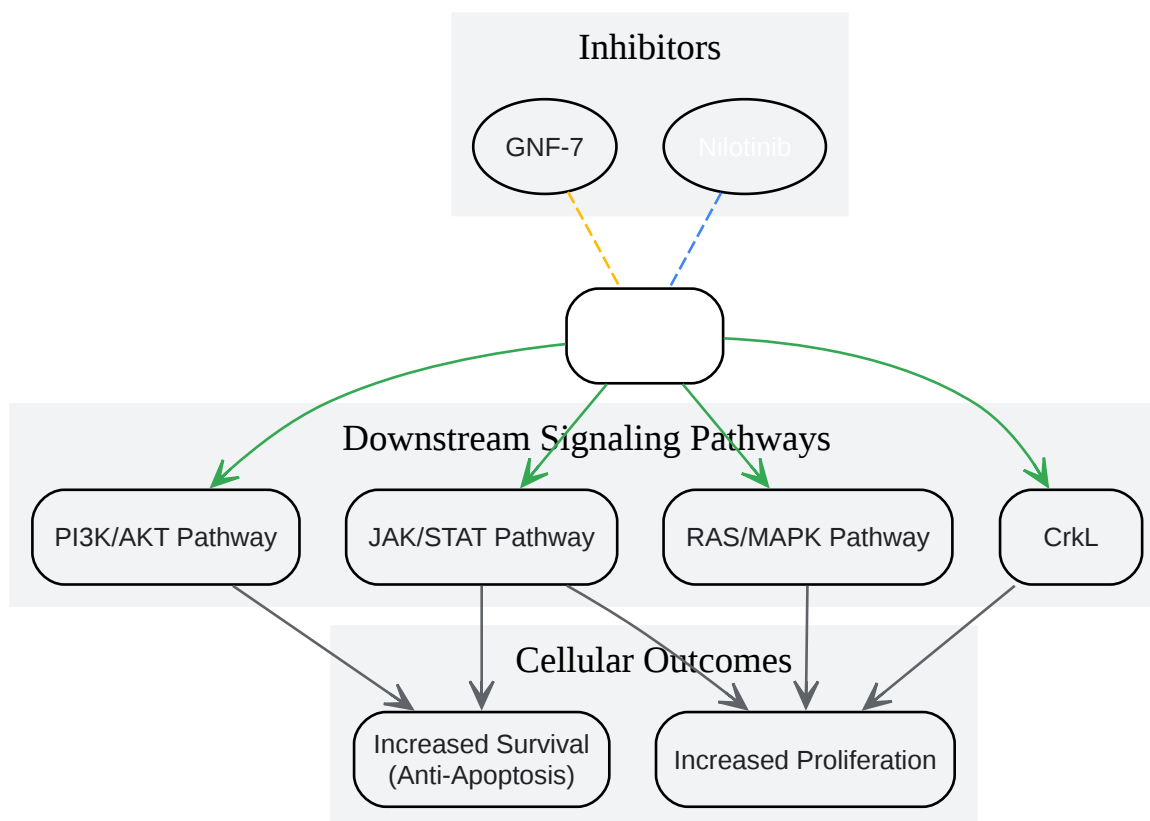 Inhibitors
GNF-7
Nilotinib
Downstream Signaling Pathways
PI3K/AKT Pathway
JAK/STAT Pathway
RAS/MAPK Pathway
CrkL
Cellular Outcomes
Increased Survival
(Anti-Apoptosis)
Increased Proliferation